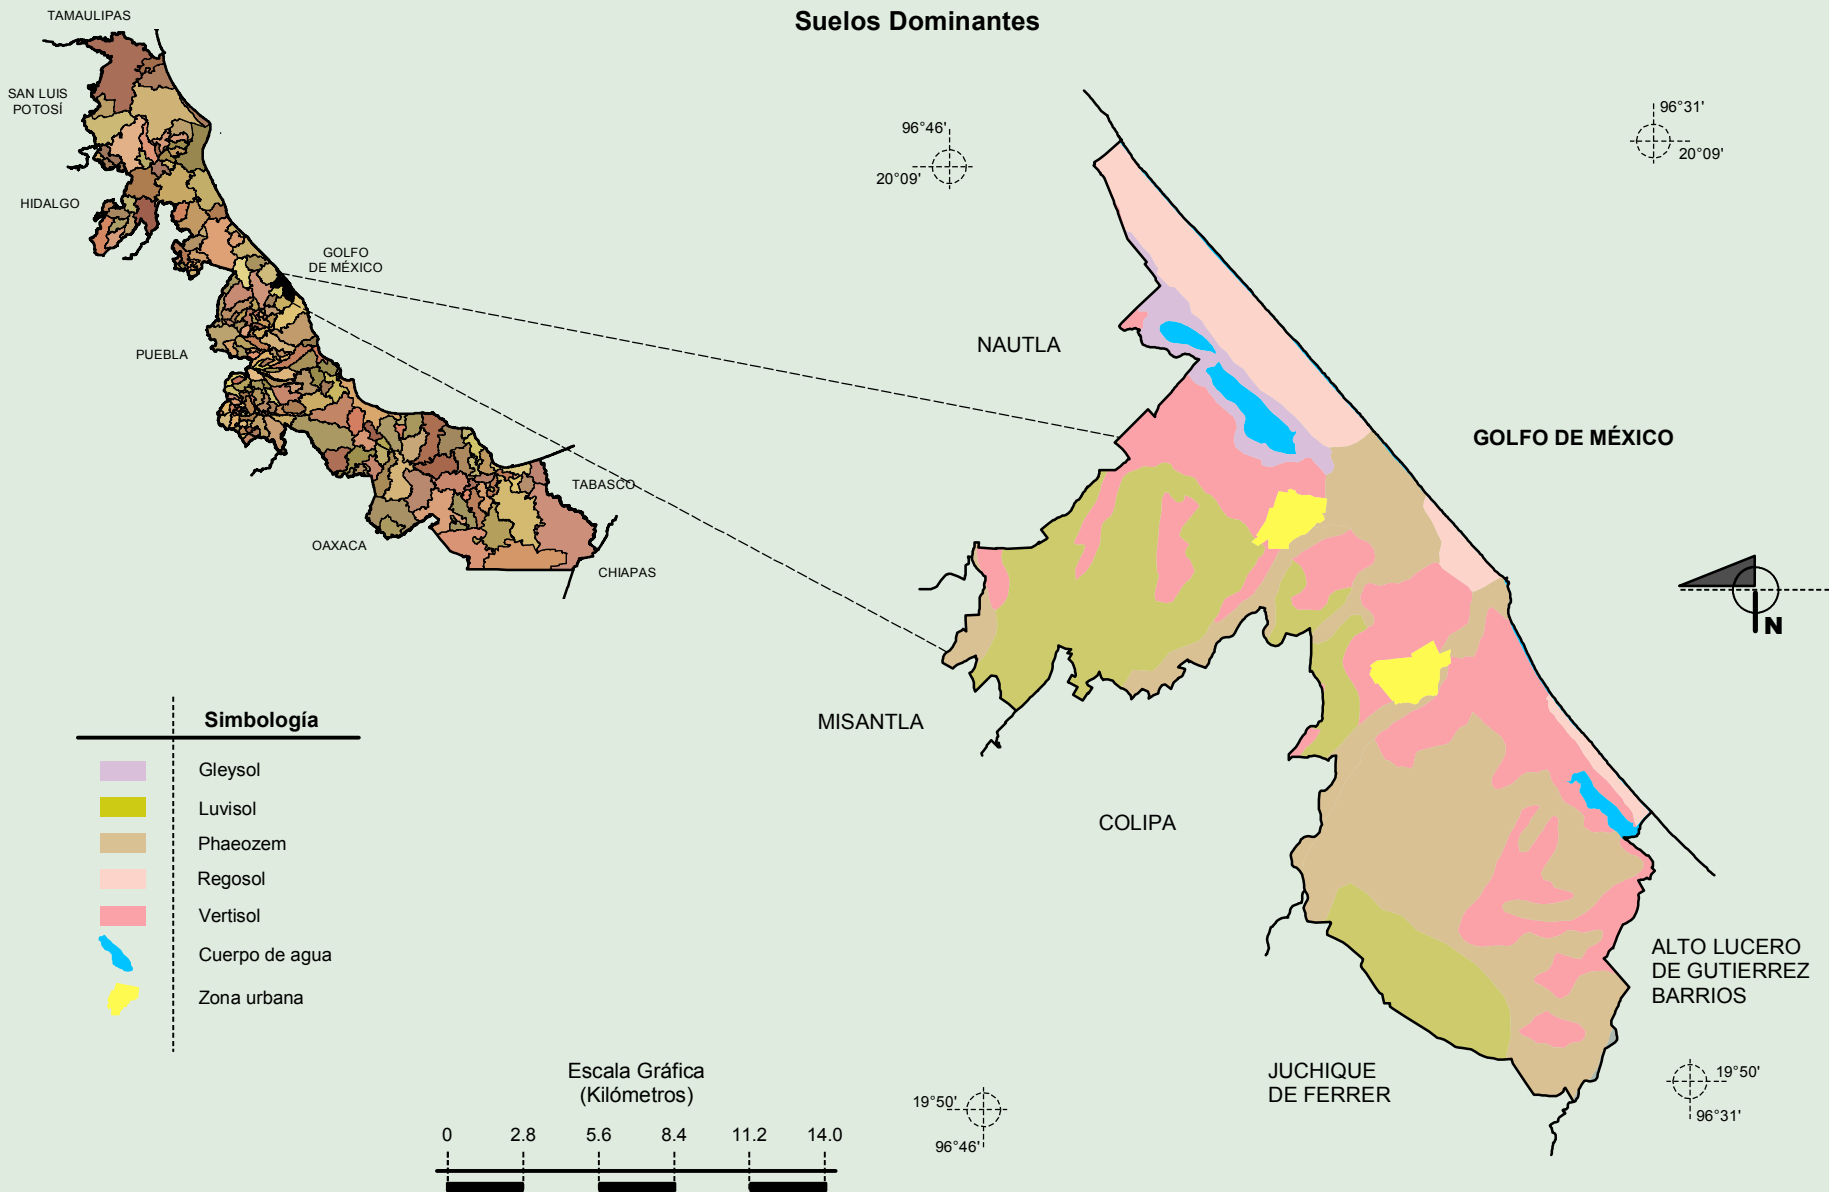 Suelos Dominantes
TAMAULIPAS
SAN LUIS
POTOSÍ
HIDALGO
GOLFO
DE MÉXICO
PUEBLA
TABASCO
OAXACA
CHIAPAS
96°46'
20°09'
96°31'
20°09'
NAUTLA
GOLFO DE MÉXICO
MISANTLA
COLIPA
ALTO LUCERO
DE GUTIERREZ
BARRIOS
JUCHIQUE
DE FERRER
N
Simbología
Gleysol
Luvisol
Phaeozem
Regosol
Vertisol
Cuerpo de agua
Zona urbana
Escala Gráfica
(Kilómetros)
0 2.8 5.6 8.4 11.2 14.0
19°50'
96°46'
19°50'
96°31'